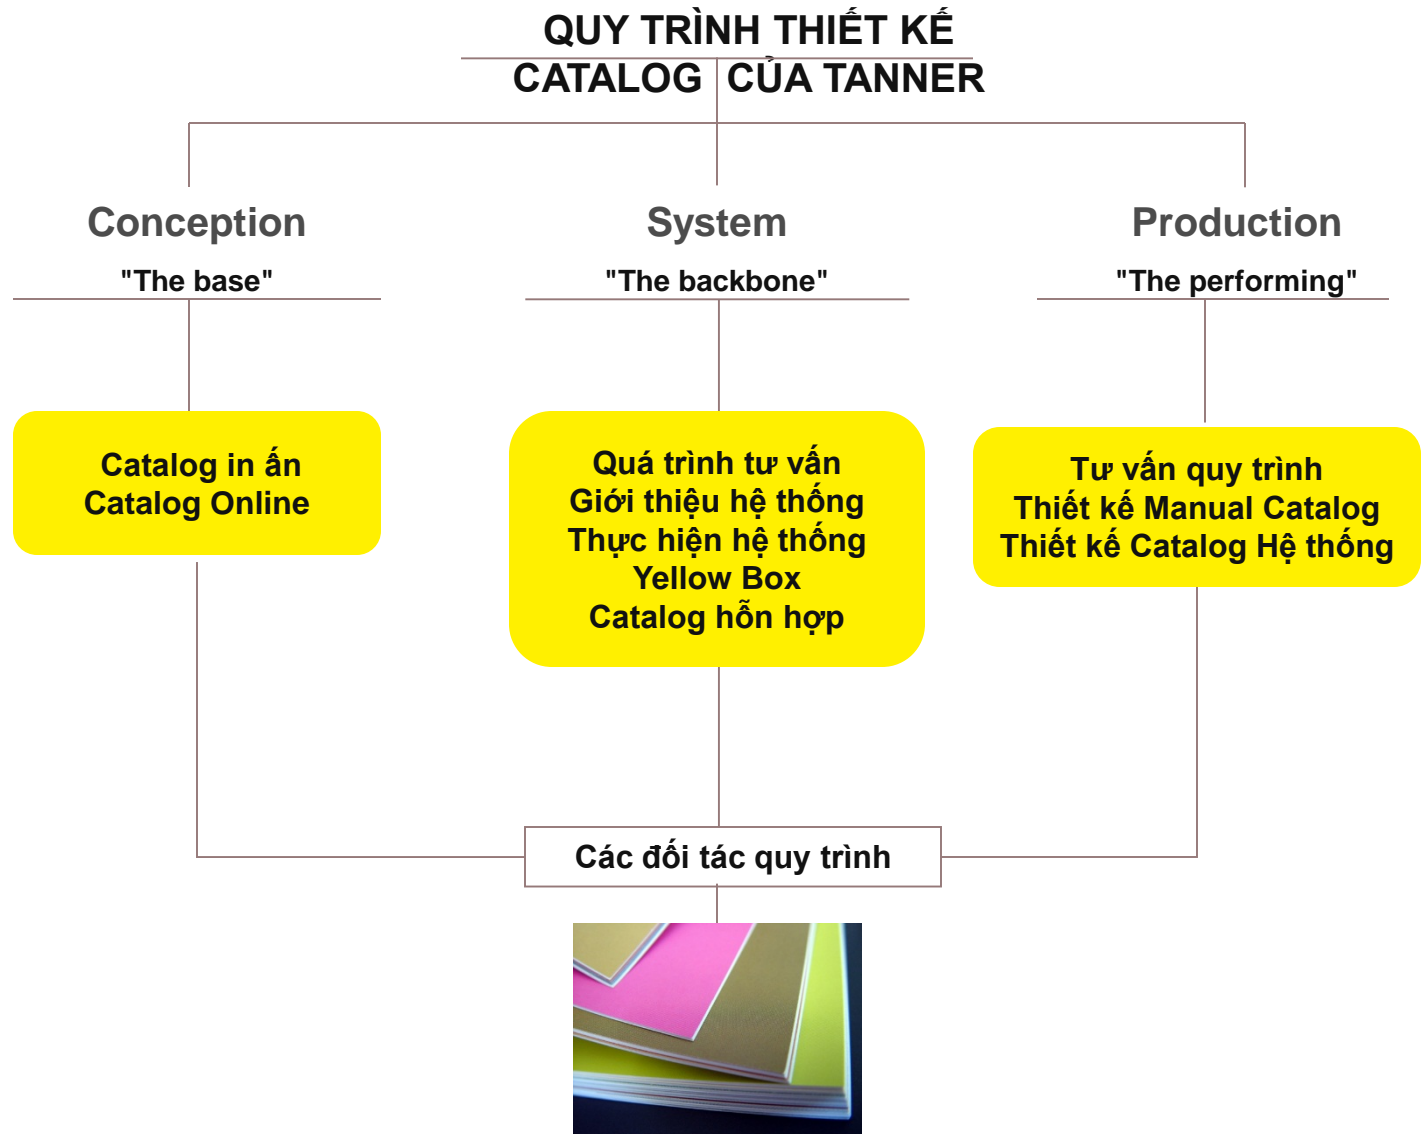 QUY TRÌNH THIẾT KẾ
CATALOG CỦA TANNER
Conception
"The base"
Catalog in ấn
Catalog Online
System
"The backbone"
Quá trình tư vấn
Giới thiệu hệ thống
Thực hiện hệ thống
Yellow Box
Catalog hỗn hợp
Production
"The performing"
Tư vấn quy trình
Thiết kế Manual Catalog
Thiết kế Catalog Hệ thống
Các đối tác quy trình